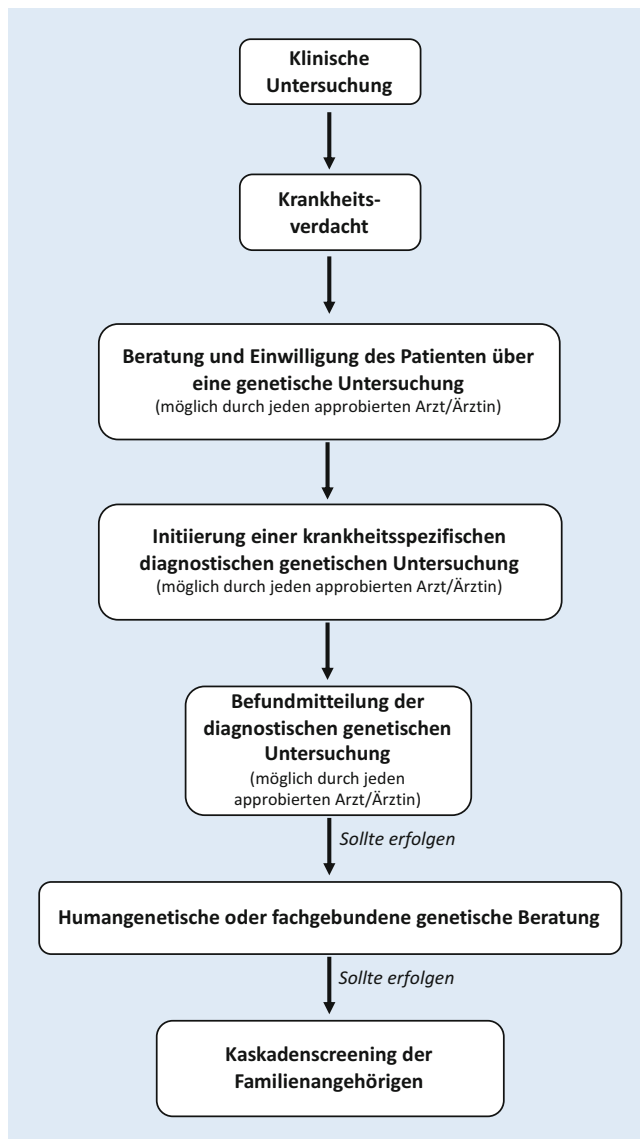 Klinische
Untersuchung
Krankheits-
verdacht
Beratung und Einwilligung des Patienten über
eine genetische Untersuchung
(möglich durch jeden approbierten Arzt/Ärztin)
Initiierung einer krankheitsspezifischen
diagnostischen genetischen Untersuchung
(möglich durch jeden approbierten Arzt/Ärztin)
Befundmitteilung der
diagnostischen genetischen
Untersuchung
(möglich durch jeden
approbierten Arzt/Ärztin)
Sollte erfolgen
Humangenetische oder fachgebundene genetische Beratung
Sollte erfolgen
Kaskadenscreening der
Familienangehörigen